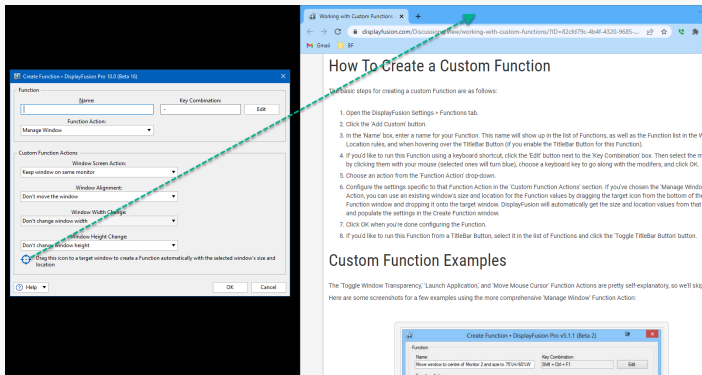 Create Function • DisplayFusion Pro 10.0 (Beta 16)
Function
Name:
Key Combination:
-
Edit
Function Action:
Manage Window
Custom Function Actions
Window Screen Action:
Keep window on same monitor
Window Alignment:
Don't move the window
Window Width Change:
Don't change window width
Window Height Change:
Don't change window height
Drag this icon to a target window to create a Function automatically with the selected window's size and
location
Help
OK
Cancel
Working with Custom Functions
displayfusion.com/Discussions/View/working-with-custom-functions/?ID=82cfd79c-4b4f-4320-9685-...
Gmail
BF
How To Create a Custom Function
The basic steps for creating a custom Function are as follows:
1. Open the DisplayFusion Settings > Functions tab.
2. Click the 'Add Custom' button.
3. In the 'Name' box, enter a name for your Function. This name will show up in the list of Functions, as well as the Function list in the W
Location rules, and when hovering over the TitleBar Button (if you enable the TitleBar Button for this Function).
4. If you'd like to run this Function using a keyboard shortcut, click the 'Edit' button next to the 'Key Combination' box. Then select the m
by clicking them with your mouse (selected ones will turn blue), choose a keyboard key to go along with the modifers, and click OK.
5. Choose an action from the 'Function Action' drop-down.
6. Configure the settings specific to that Function Action in the 'Custom Function Actions' section. If you've chosen the 'Manage Windo
Action, you can use an existing window's size and location for the Function values by dragging the target icon from the bottom of the
Function window and dropping it onto the target window. DisplayFusion will automatically get the size and location values from that
and populate the settings in the Create Function window.
7. Click OK when you're done configuring the Function.
8. If you'd like to run this Function from a TitleBar Button, select it in the list of Functions and click the 'Toggle TitleBar Button' button.
Custom Function Examples
The 'Toggle Window Transparency,' 'Launch Application,' and 'Move Mouse Cursor' Function Actions are pretty self-explanatory, so we'll skip
Here are some screenshots for a few examples using the more comprehensive 'Manage Window' Function Action:
Create Function • DisplayFusion Pro v5.1.1 (Beta 2)
Function
Name:
Key Combination:
Move window to centre of Monitor 2 and size to 75%H/60%W
Shift + Ctrl + F1
Edit